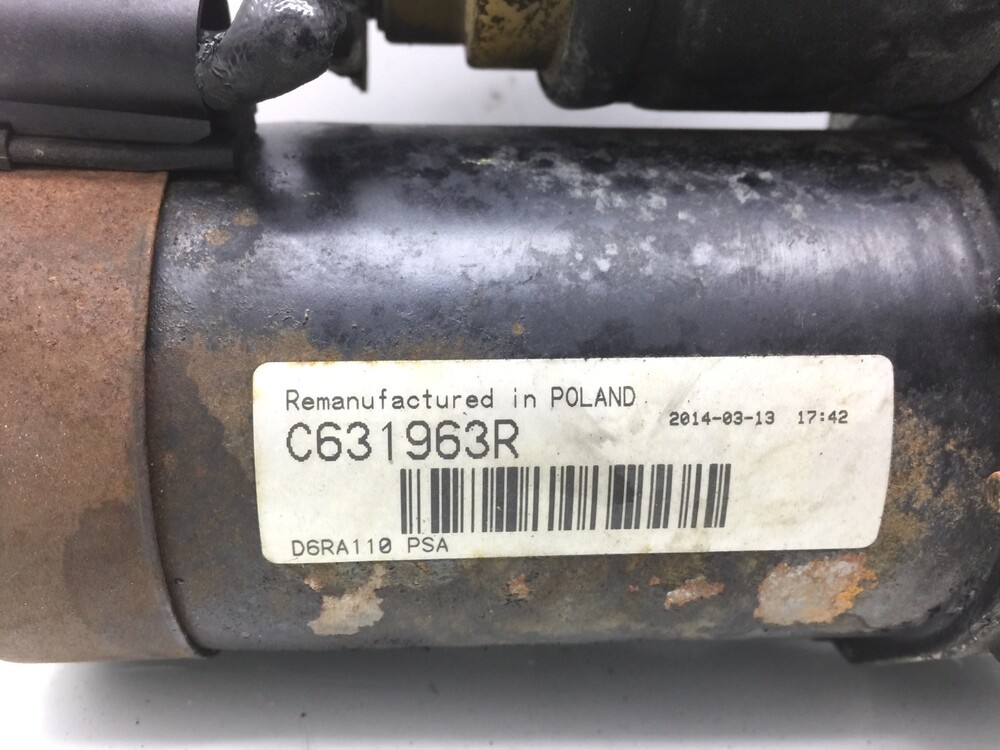 Remanufactured in POLAND
2014-03-13 17:42
C631963R
D6RA110 PSA